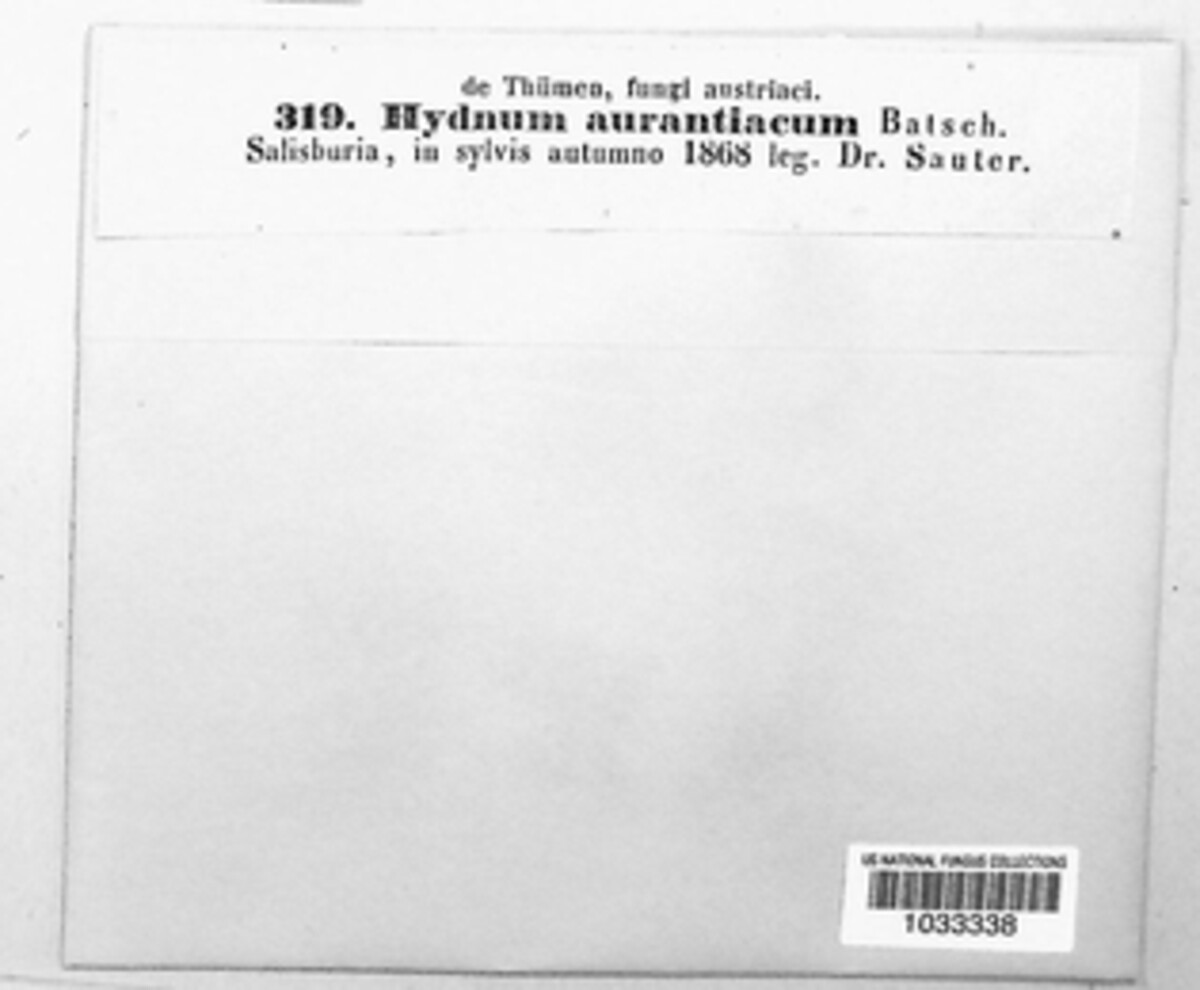 de Thümen, fungi austriaci.
319. Hydnum aurantiacum Batsch.
Salisburia, in sylvis autumno 1868 leg. Dr. Sauter.
US NATIONAL FUNGUS COLLECTIONS
1033338